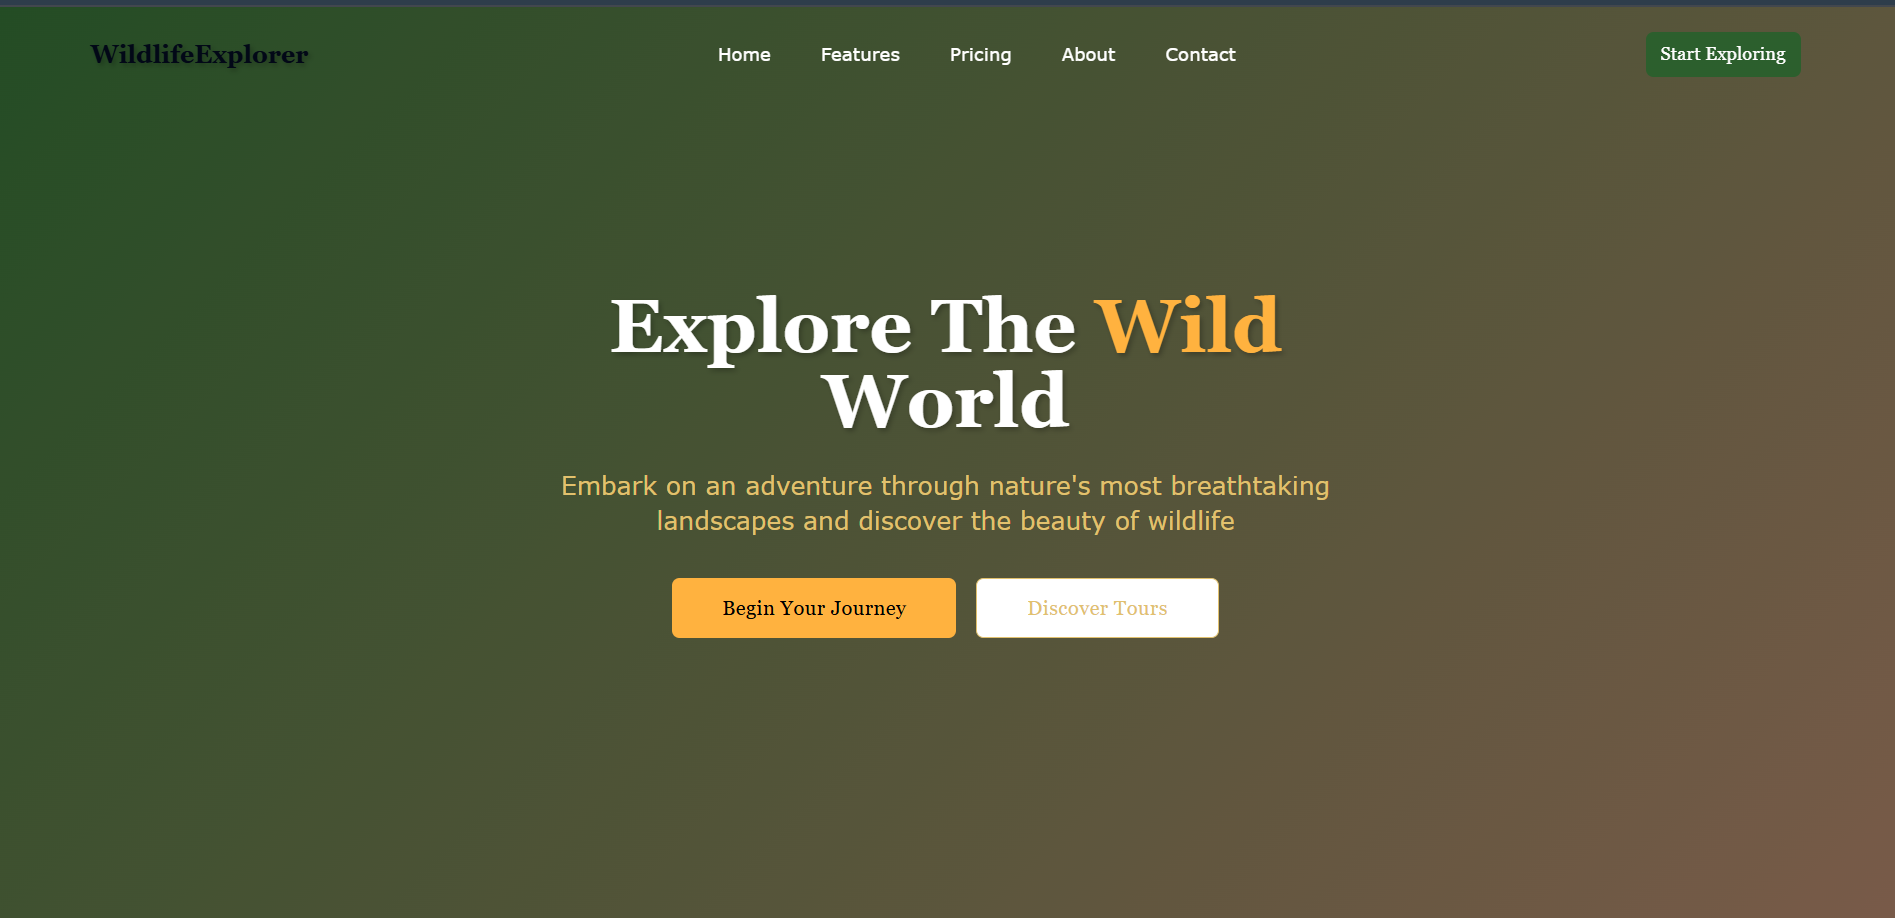 WildlifeExplorer
Home Features Pricing About Contact
Start Exploring
Explore The Wild
World
Embark on an adventure through nature's most breathtaking
landscapes and discover the beauty of wildlife
Begin Your Journey
Discover Tours